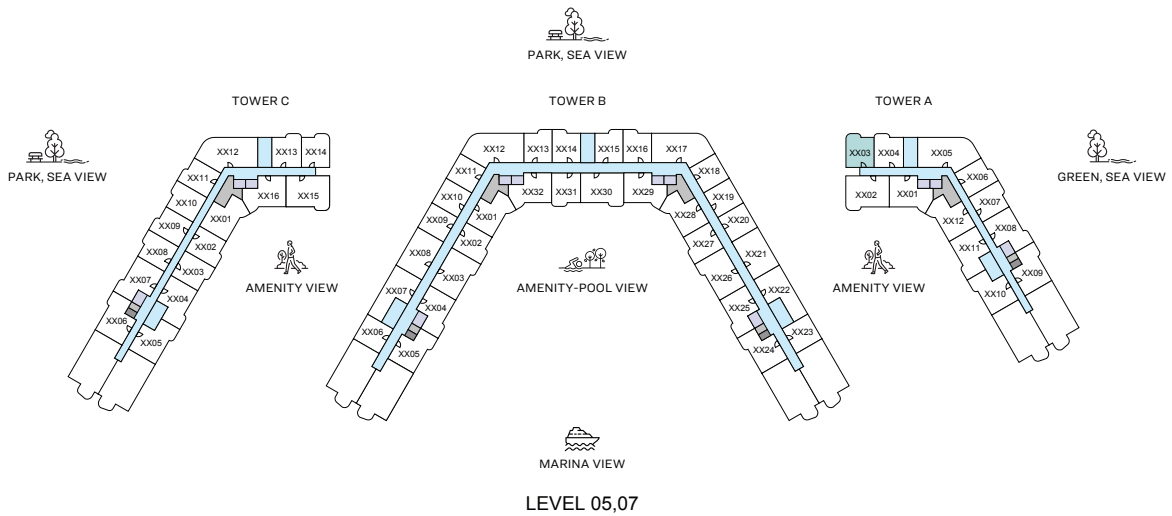 PARK, SEA VIEW
TOWER C
TOWER B
TOWER A
PARK, SEA VIEW
GREEN, SEA VIEW
XX12
XX13
XX14
XX11
XX10
XX09
XX08
XX07
XX06
XX16
XX15
XX01
XX02
XX03
XX04
XX05
XX12
XX13
XX14
XX15
XX16
XX17
XX11
XX10
XX09
XX08
XX07
XX06
XX32
XX31
XX30
XX29
XX01
XX02
XX03
XX04
XX05
XX18
XX19
XX20
XX21
XX22
XX23
XX28
XX27
XX26
XX25
XX24
XX03
XX04
XX05
XX02
XX01
XX06
XX07
XX08
XX09
XX12
XX11
XX10
AMENITY VIEW
AMENITY-POOL VIEW
AMENITY VIEW
MARINA VIEW
LEVEL 05,07